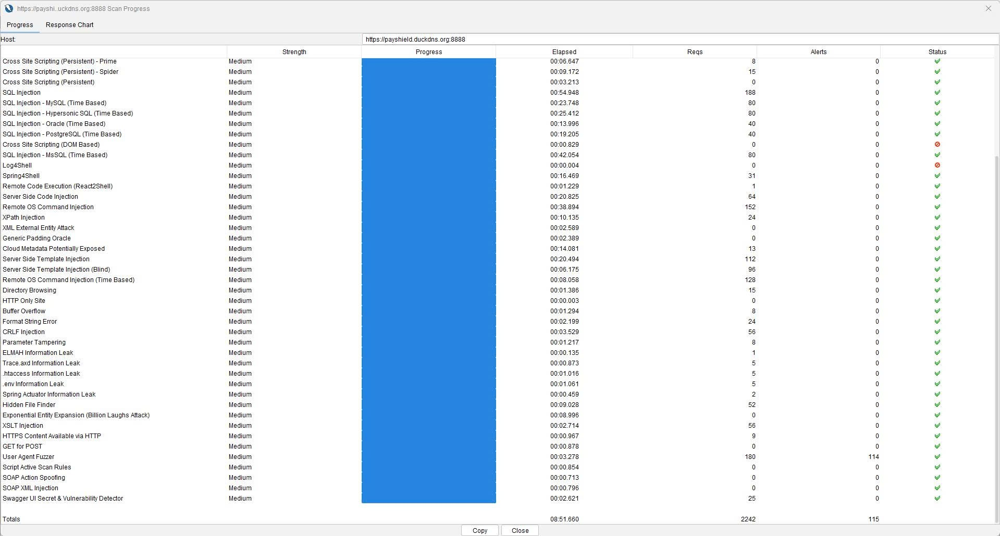 https://payshi..uckdns.org:8888 Scan Progress
Progress Response Chart
Host: https://payshield.duckdns.org:8888
Strength Progress Elapsed Reqs Alerts Status
Cross Site Scripting (Persistent) - Prime Medium 00:06.647 8 0
Cross Site Scripting (Persistent) - Spider Medium 00:09.172 15 0
Cross Site Scripting (Persistent) Medium 00:03.213 0 0
SQL Injection Medium 00:54.948 188 0
SQL Injection - MySQL (Time Based) Medium 00:23.748 80 0
SQL Injection - Hypersonic SQL (Time Based) Medium 00:25.412 80 0
SQL Injection - Oracle (Time Based) Medium 00:13.996 40 0
SQL Injection - PostgreSQL (Time Based) Medium 00:19.205 40 0
Cross Site Scripting (DOM Based) Medium 00:00.829 0 0
SQL Injection - MsSQL (Time Based) Medium 00:42.054 80 0
Log4Shell Medium 00:00.004 0 0
Spring4Shell Medium 00:16.469 31 0
Remote Code Execution (React2Shell) Medium 00:01.229 1 0
Server Side Code Injection Medium 00:20.825 64 0
Remote OS Command Injection Medium 00:38.894 152 0
XPath Injection Medium 00:10.135 24 0
XML External Entity Attack Medium 00:02.589 0 0
Generic Padding Oracle Medium 00:02.389 0 0
Cloud Metadata Potentially Exposed Medium 00:14.081 13 0
Server Side Template Injection Medium 00:20.494 112 0
Server Side Template Injection (Blind) Medium 00:06.175 96 0
Remote OS Command Injection (Time Based) Medium 00:08.058 128 0
Directory Browsing Medium 00:01.386 15 0
HTTP Only Site Medium 00:00.003 0 0
Buffer Overflow Medium 00:01.294 8 0
Format String Error Medium 00:02.199 24 0
CRLF Injection Medium 00:03.529 56 0
Parameter Tampering Medium 00:01.217 8 0
ELMAH Information Leak Medium 00:00.135 1 0
Trace.axd Information Leak Medium 00:00.873 5 0
.htaccess Information Leak Medium 00:01.016 5 0
.env Information Leak Medium 00:01.061 5 0
Spring Actuator Information Leak Medium 00:00.459 2 0
Hidden File Finder Medium 00:09.028 52 0
Exponential Entity Expansion (Billion Laughs Attack) Medium 00:08.996 0 0
XSLT Injection Medium 00:02.714 56 0
HTTPS Content Available via HTTP Medium 00:00.967 9 0
GET for POST Medium 00:00.878 0 0
User Agent Fuzzer Medium 00:03.278 180 114
Script Active Scan Rules Medium 00:00.854 0 0
SOAP Action Spoofing Medium 00:00.713 0 0
SOAP XML Injection Medium 00:00.796 0 0
Swagger UI Secret & Vulnerability Detector Medium 00:02.621 25 0
Totals 08:51.660 2242 115
Copy Close